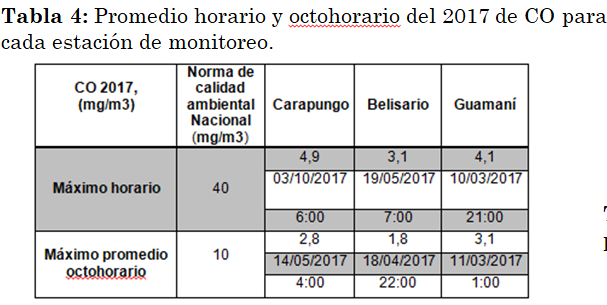 Tabla 4: Promedio horario y octohorario del 2017 de CO para
cada estación de monitoreo.
CO 2017, (mg/m3) Norma de calidad ambiental Nacional (mg/m3) Carapungo Belisario Guamaní
Máximo horario 40 4,9 3,1 4,1
03/10/2017 19/05/2017 10/03/2017
6:00 7:00 21:00
Máximo promedio octohorario 10 2,8 1,8 3,1
14/05/2017 18/04/2017 11/03/2017
4:00 22:00 1:00